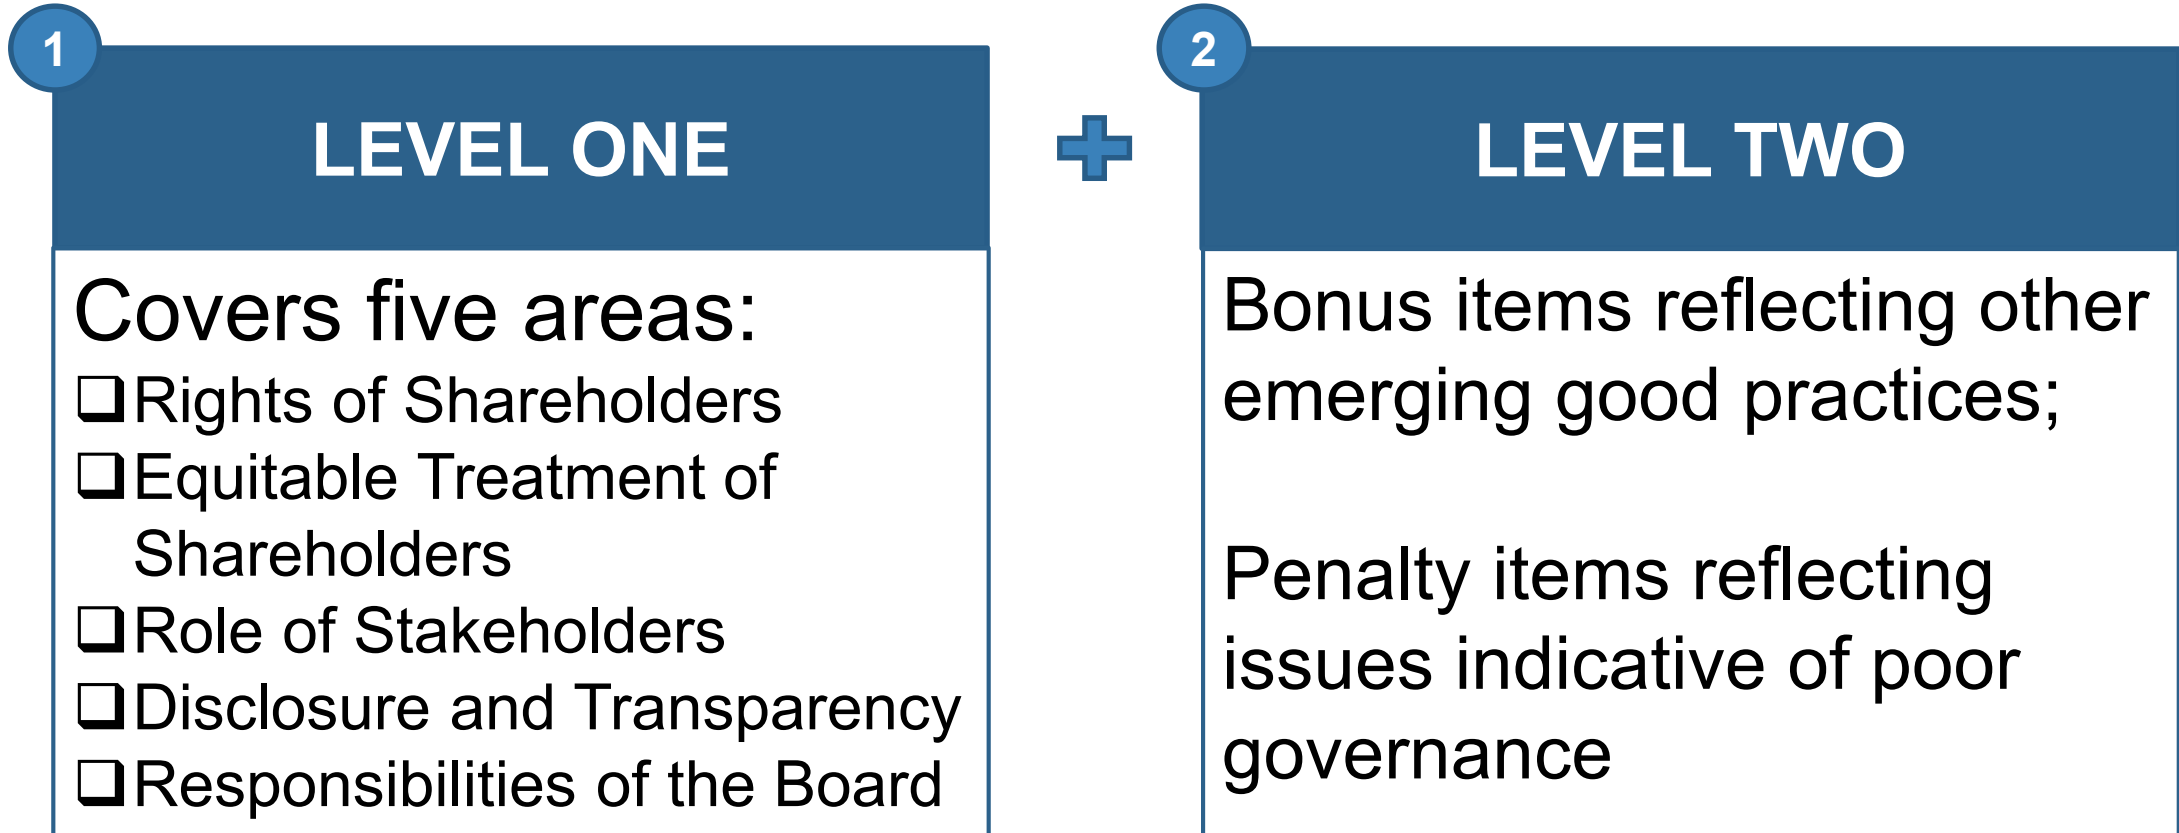 1
LEVEL ONE
Covers five areas:
❑Rights of Shareholders
❑Equitable Treatment of
Shareholders
❑Role of Stakeholders
❑Disclosure and Transparency
❑Responsibilities of the Board
2
LEVEL TWO
Bonus items reflecting other
emerging good practices;
Penalty items reflecting
issues indicative of poor
governance